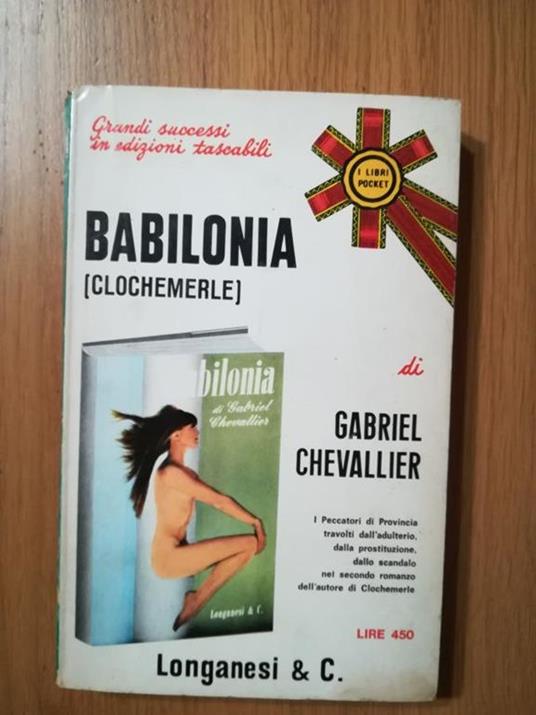 Grandi successi
in edizioni tascabili
I LIBRI
POCKET
BABILONIA
(CLOCHEMERLE)
bilonia
di Gabriel
Chevallier
Longanesi & C.
di
GABRIEL
CHEVALLIER
I Peccatori di Provincia
travolti dall'adulterio,
dalla prostituzione,
dallo scandalo
nel secondo romanzo
dell'autore di Clochemerle
LIRE 450
Longanesi & C.